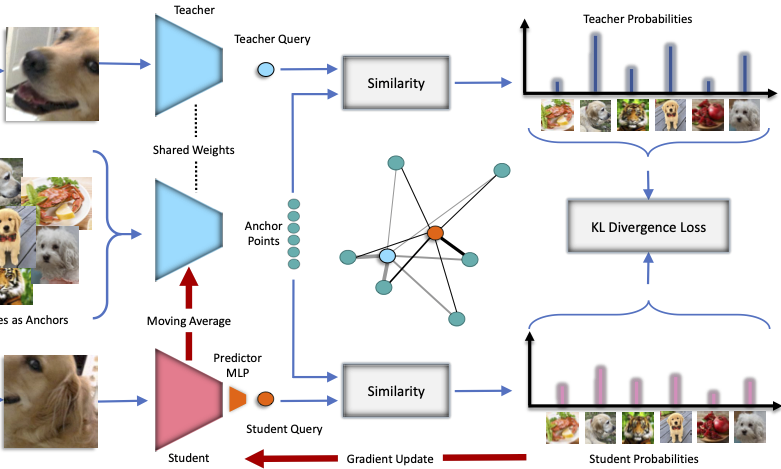 Teacher
Teacher Query
Similarity
Teacher Probabilities
Shared Weights
Anchor
Points
KL Divergence Loss
es as Anchors
Moving Average
Predictor
MLP
Similarity
Student Query
Student
Gradient Update
Student Probabilities